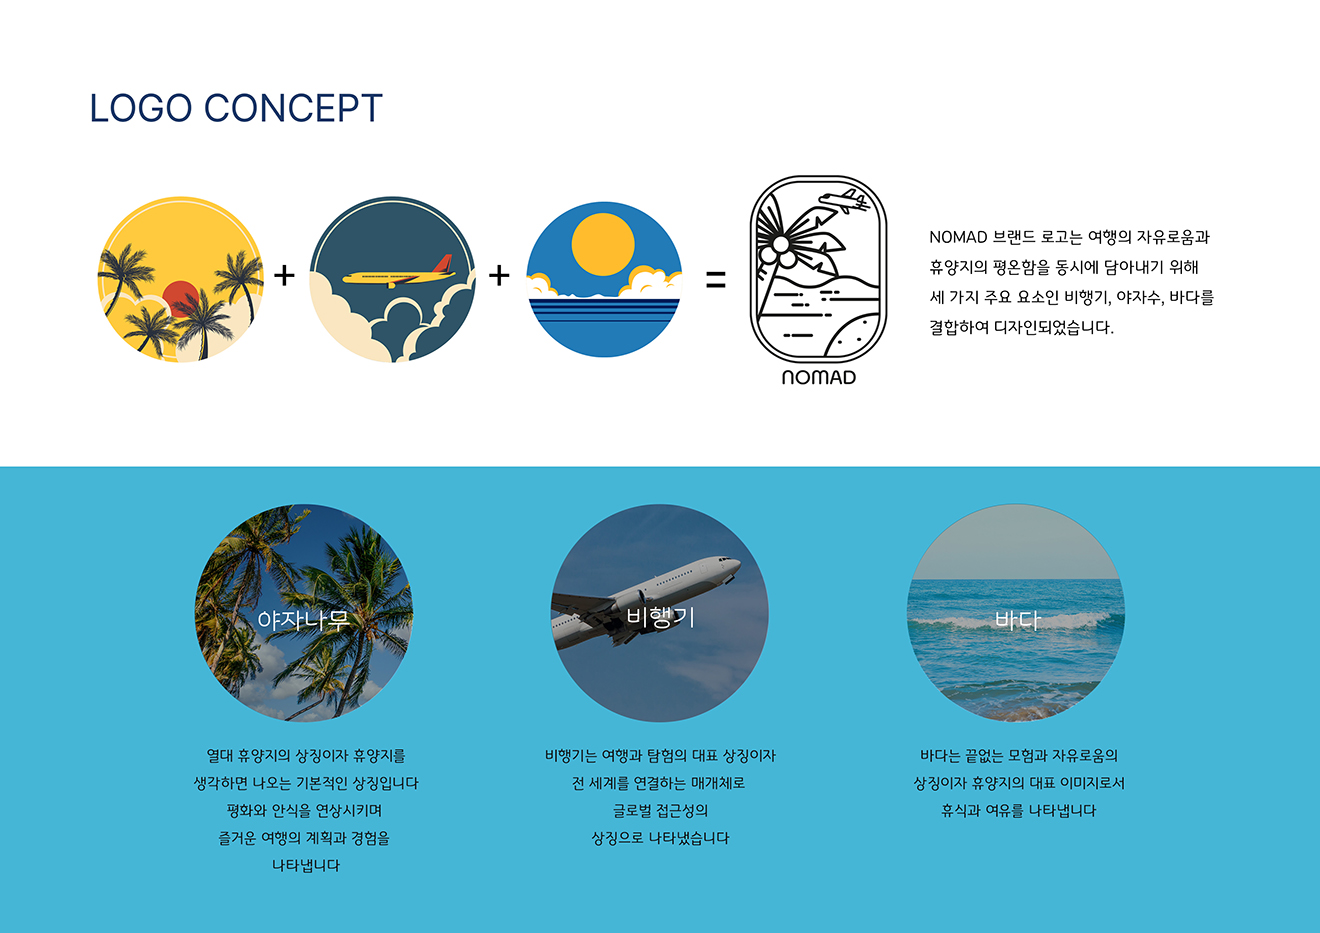 LOGO CONCEPT
+
+
=
NOMAD
NOMAD 브랜드 로고는 여행의 자유로움과
휴양지의 평온함을 동시에 담아내기 위해
세 가지 주요 요소인 비행기, 야자수, 바다를
결합하여 디자인되었습니다.
야자나무
비행기
바다
열대 휴양지의 상징이자 휴양지를
생각하면 나오는 기본적인 상징입니다
평화와 안식을 연상시키며
즐거운 여행의 계획과 경험을
나타냅니다
비행기는 여행과 탐험의 대표 상징이자
전 세계를 연결하는 매개체로
글로벌 접근성의
상징으로 나타냈습니다
바다는 끝없는 모험과 자유로움의
상징이자 휴양지의 대표 이미지로서
휴식과 여유를 나타냅니다